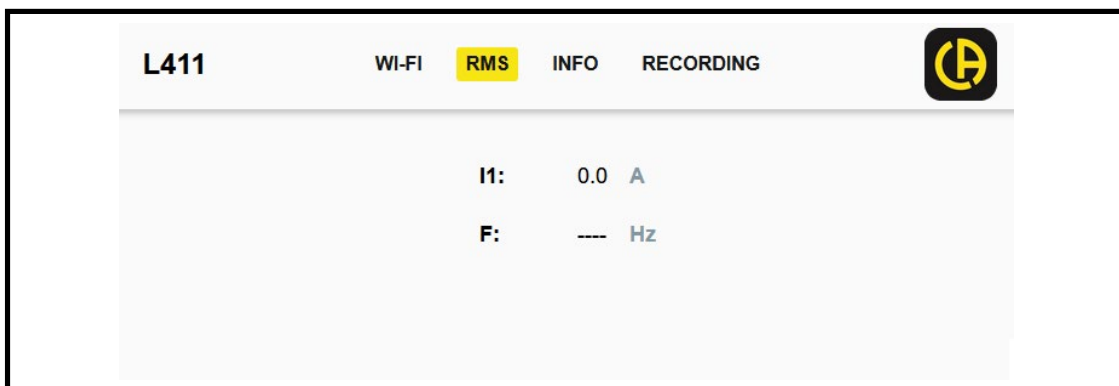 L411 WI-FI RMS INFO RECORDING
I1: 0.0 A
F: ---- Hz